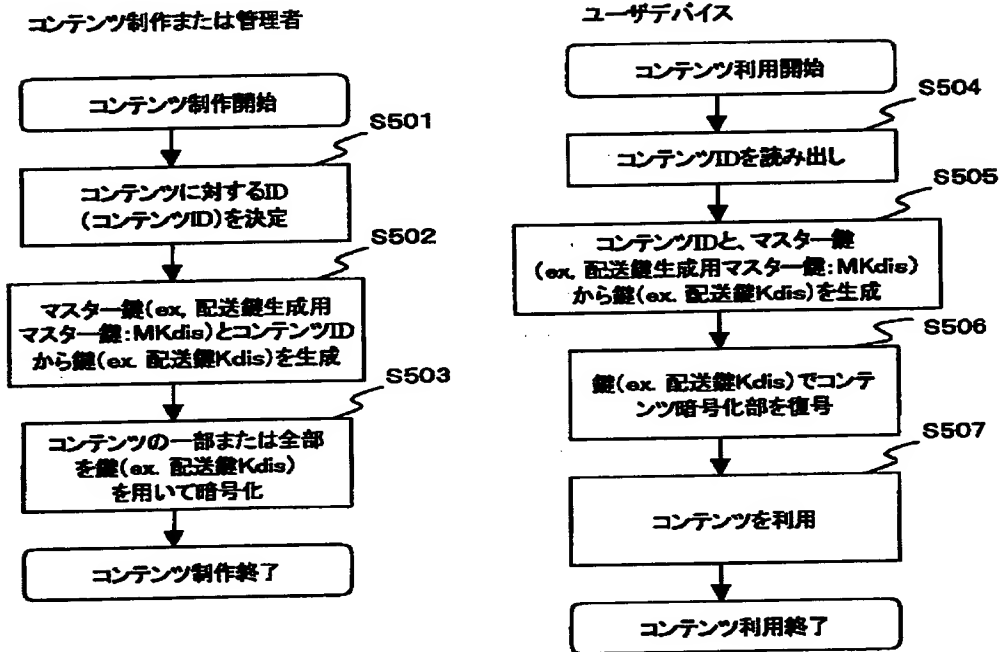 コンテンツ制作または管理者
コンテンツ制作開始
S501
コンテンツに対するID
(コンテンツID)を決定
S502
マスター鍵(ex, 配送鍵生成用
マスター鍵:MKdis)とコンテンツID
から鍵(ex. 配送鍵Kdis)を生成
S503
コンテンツの一部または全部
を鍵(ex. 配送鍵Kdis)
を用いて暗号化
コンテンツ制作終了
ユーザデバイス
コンテンツ利用開始
S504
コンテンツIDを読み出し
S505
コンテンツIDと、マスター鍵
(ex, 配送鍵生成用マスター鍵:MKdis)
から鍵(ex. 配送鍵Kdis)を生成
S506
鍵(ex. 配送鍵Kdis)でコンテ
ンツ暗号化部を復号
S507
コンテンツを利用
コンテンツ利用終了